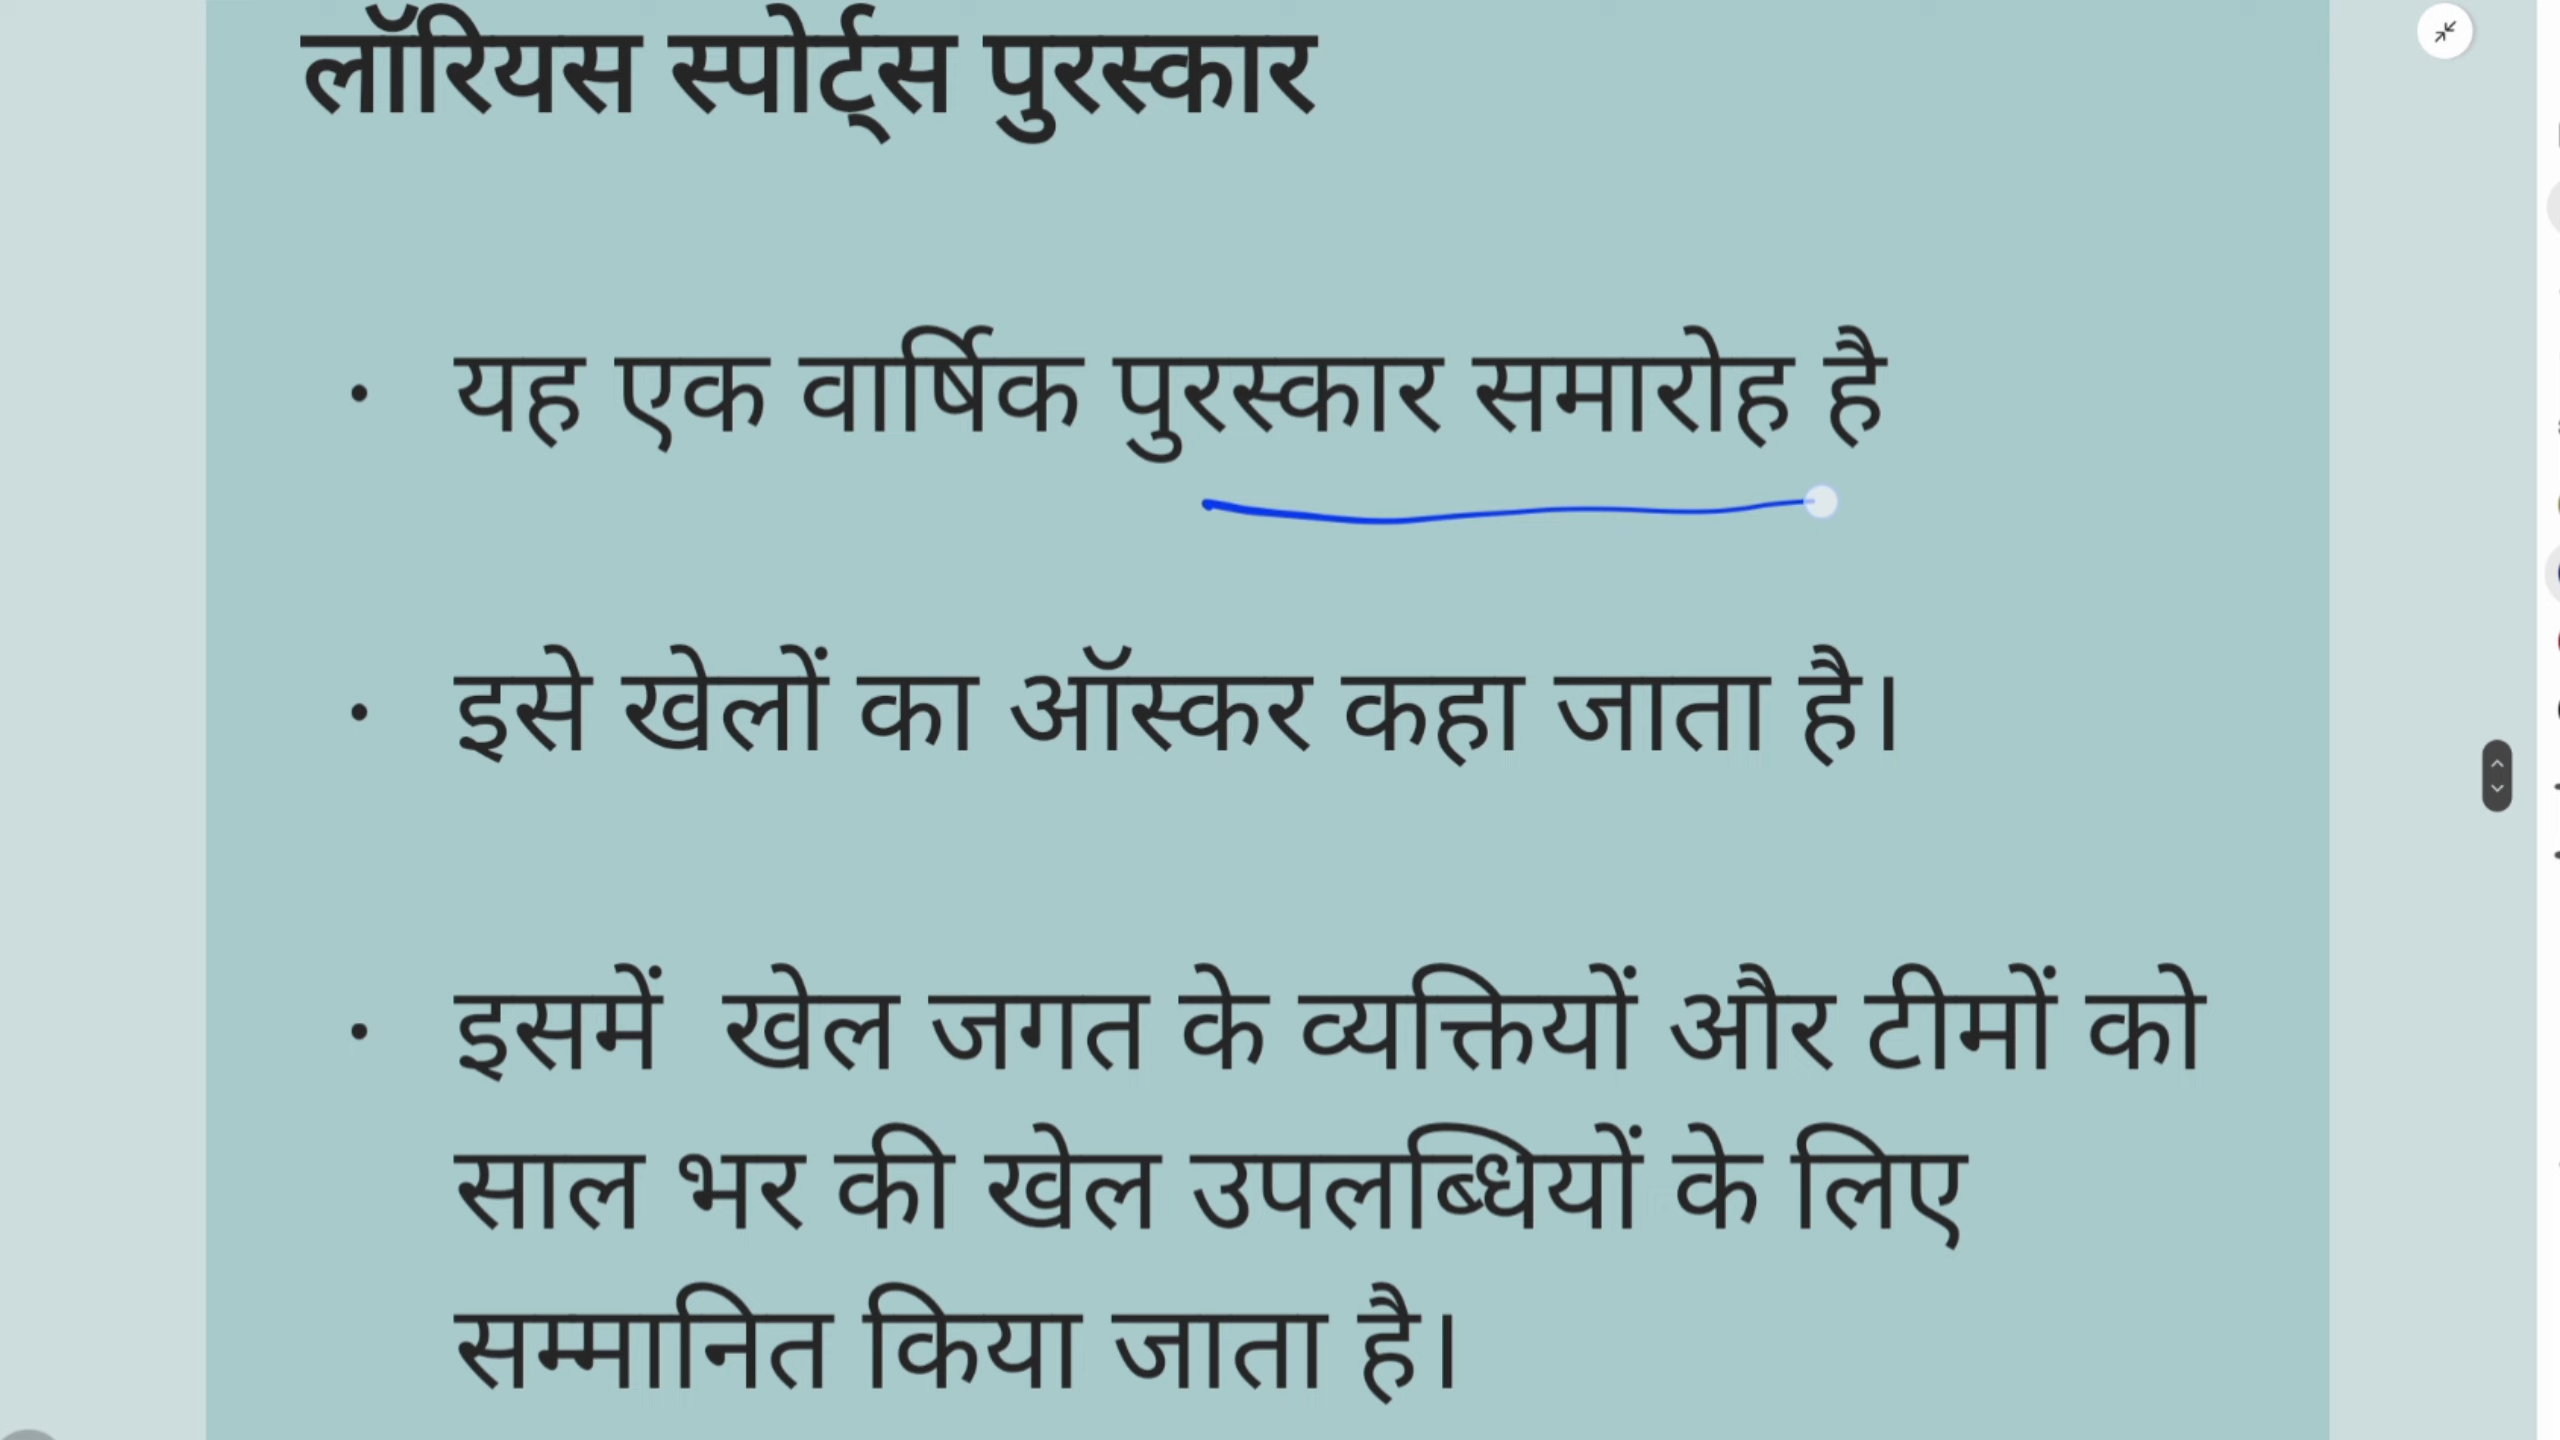 लॉरियस स्पोर्ट्स पुरस्कार
• यह एक वार्षिक पुरस्कार समारोह है
• इसे खेलों का ऑस्कर कहा जाता है।
• इसमें खेल जगत के व्यक्तियों और टीमों को
साल भर की खेल उपलब्धियों के लिए
सम्मानित किया जाता है।